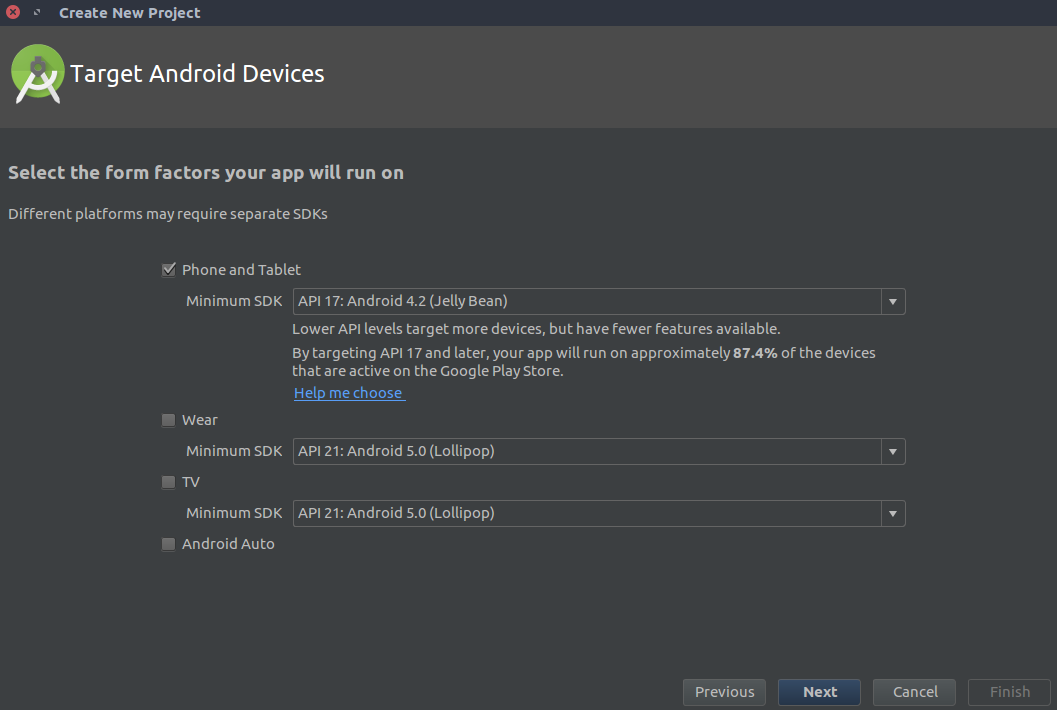 Create New Project
Target Android Devices
Select the form factors your app will run on
Different platforms may require separate SDKs
Phone and Tablet
Minimum SDK API 17: Android 4.2 (Jelly Bean)
Lower API levels target more devices, but have fewer features available.
By targeting API 17 and later, your app will run on approximately 87.4% of the devices
that are active on the Google Play Store.
Help me choose
Wear
Minimum SDK API 21: Android 5.0 (Lollipop)
TV
Minimum SDK API 21: Android 5.0 (Lollipop)
Android Auto
Previous Next Cancel Finish